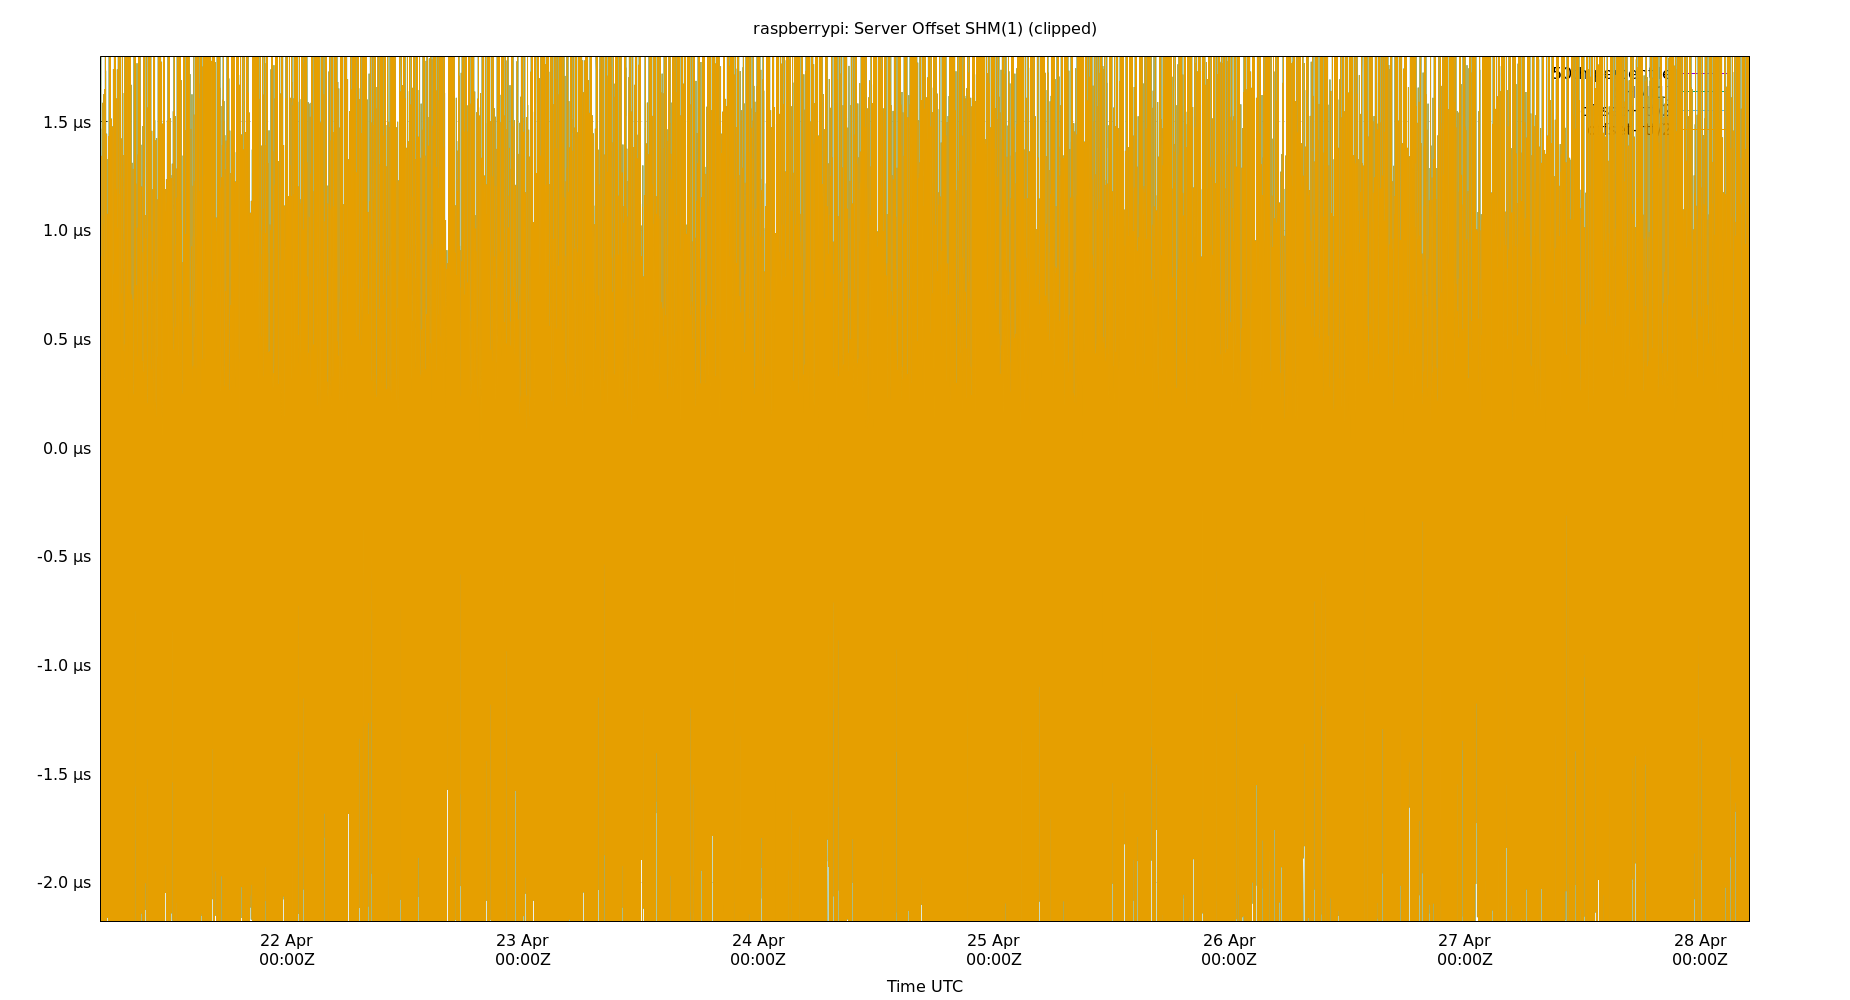 raspberrypi: Server Offset SHM(1) (clipped)
1.5 µs
1.0 µs
0.5 µs
0.0 µs
-0.5 µs
-1.0 µs
-1.5 µs
-2.0 µs
22 Apr 23 Apr 24 Apr 25 Apr 26 Apr 27 Apr 28 Apr
00:00Z 00:00Z 00:00Z 00:00Z 00:00Z 00:00Z 00:00Z
Time UTC